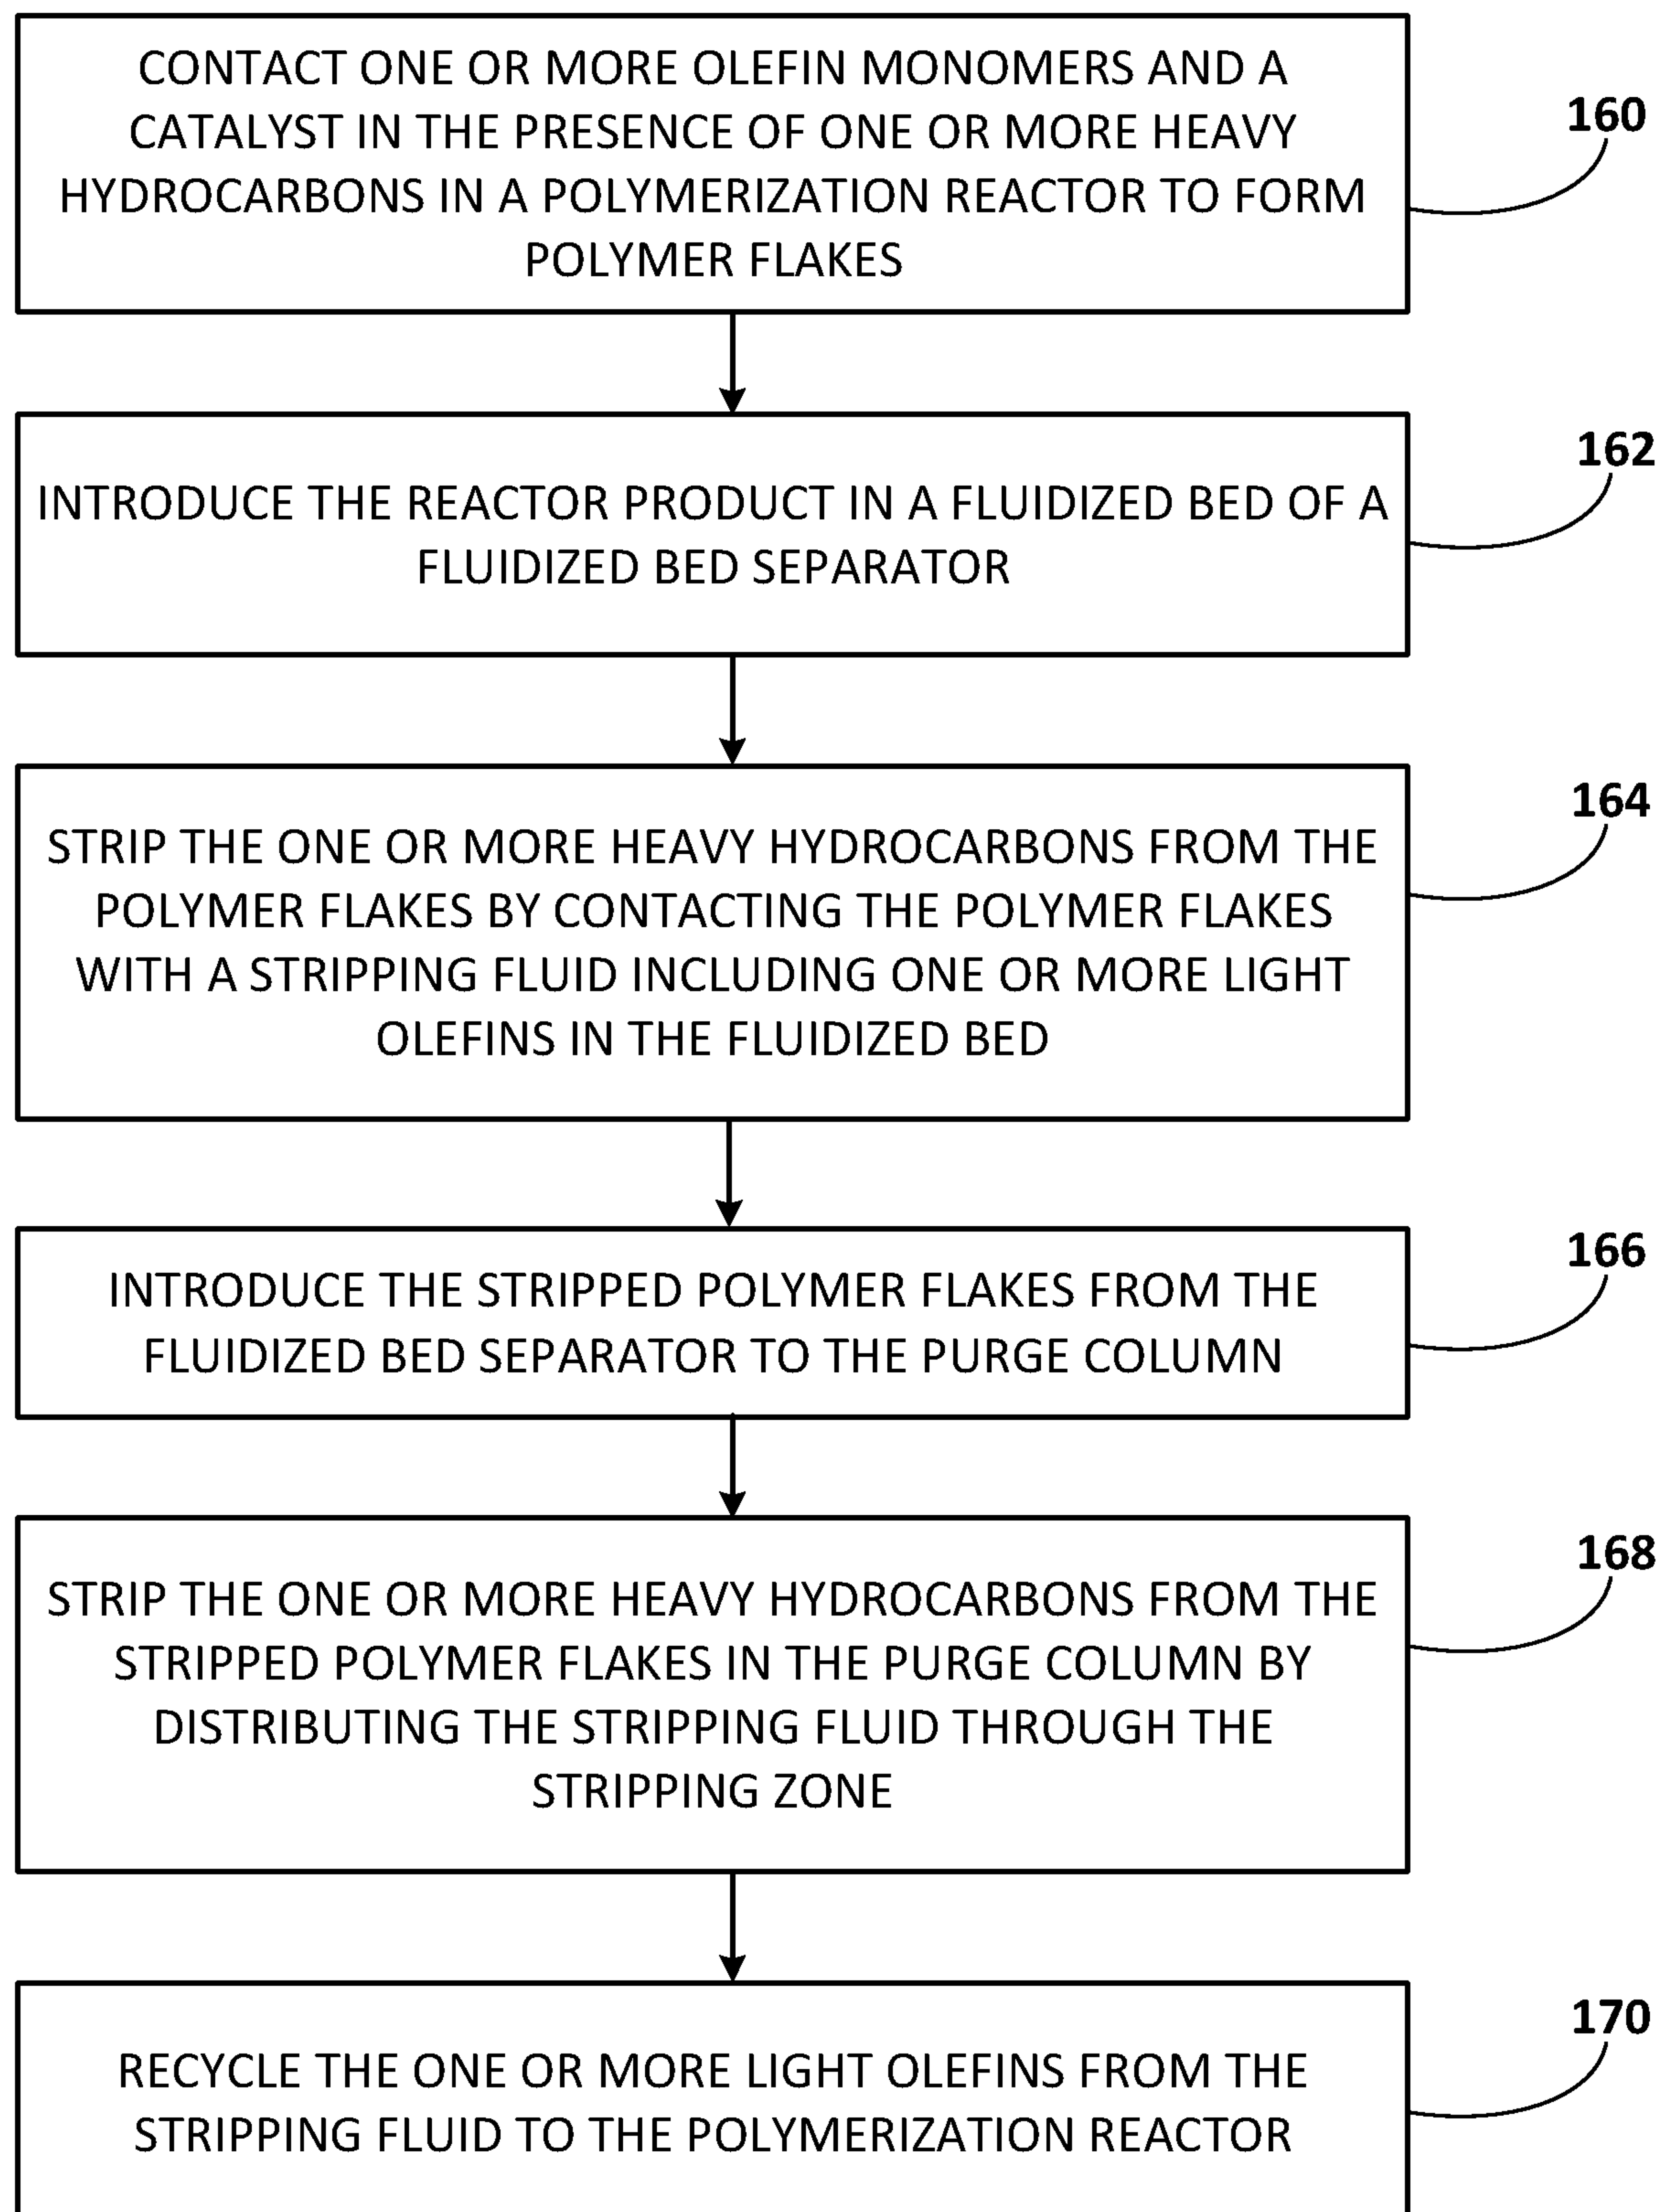 CONTACT ONE OR MORE OLEFIN MONOMERS AND A
CATALYST IN THE PRESENCE OF ONE OR MORE HEAVY
HYDROCARBONS IN A POLYMERIZATION REACTOR TO FORM
POLYMER FLAKES
160
INTRODUCE THE REACTOR PRODUCT IN A FLUIDIZED BED OF A
FLUIDIZED BED SEPARATOR
162
STRIP THE ONE OR MORE HEAVY HYDROCARBONS FROM THE
POLYMER FLAKES BY CONTACTING THE POLYMER FLAKES
WITH A STRIPPING FLUID INCLUDING ONE OR MORE LIGHT
OLEFINS IN THE FLUIDIZED BED
164
INTRODUCE THE STRIPPED POLYMER FLAKES FROM THE
FLUIDIZED BED SEPARATOR TO THE PURGE COLUMN
166
STRIP THE ONE OR MORE HEAVY HYDROCARBONS FROM THE
STRIPPED POLYMER FLAKES IN THE PURGE COLUMN BY
DISTRIBUTING THE STRIPPING FLUID THROUGH THE
STRIPPING ZONE
168
RECYCLE THE ONE OR MORE LIGHT OLEFINS FROM THE
STRIPPING FLUID TO THE POLYMERIZATION REACTOR
170